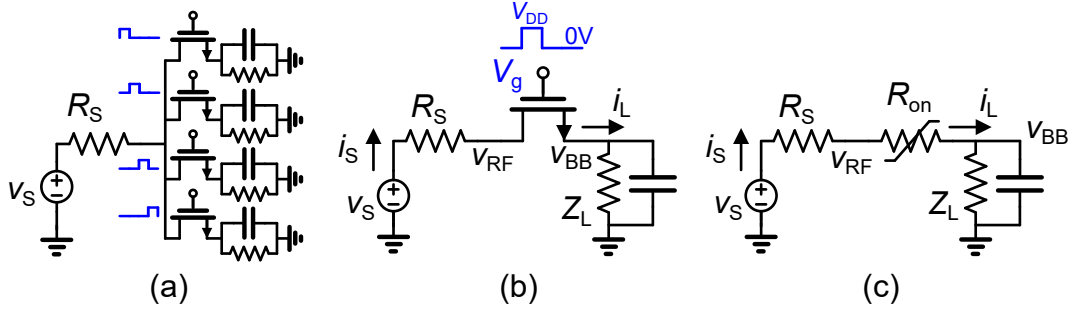 R_S
v_S
(a)
V_DD
0V
V_g
R_S
i_L
i_S
v_RF
v_BB
v_S
Z_L
(b)
R_S
R_on
i_L
v_BB
i_S
v_RF
v_S
Z_L
(c)